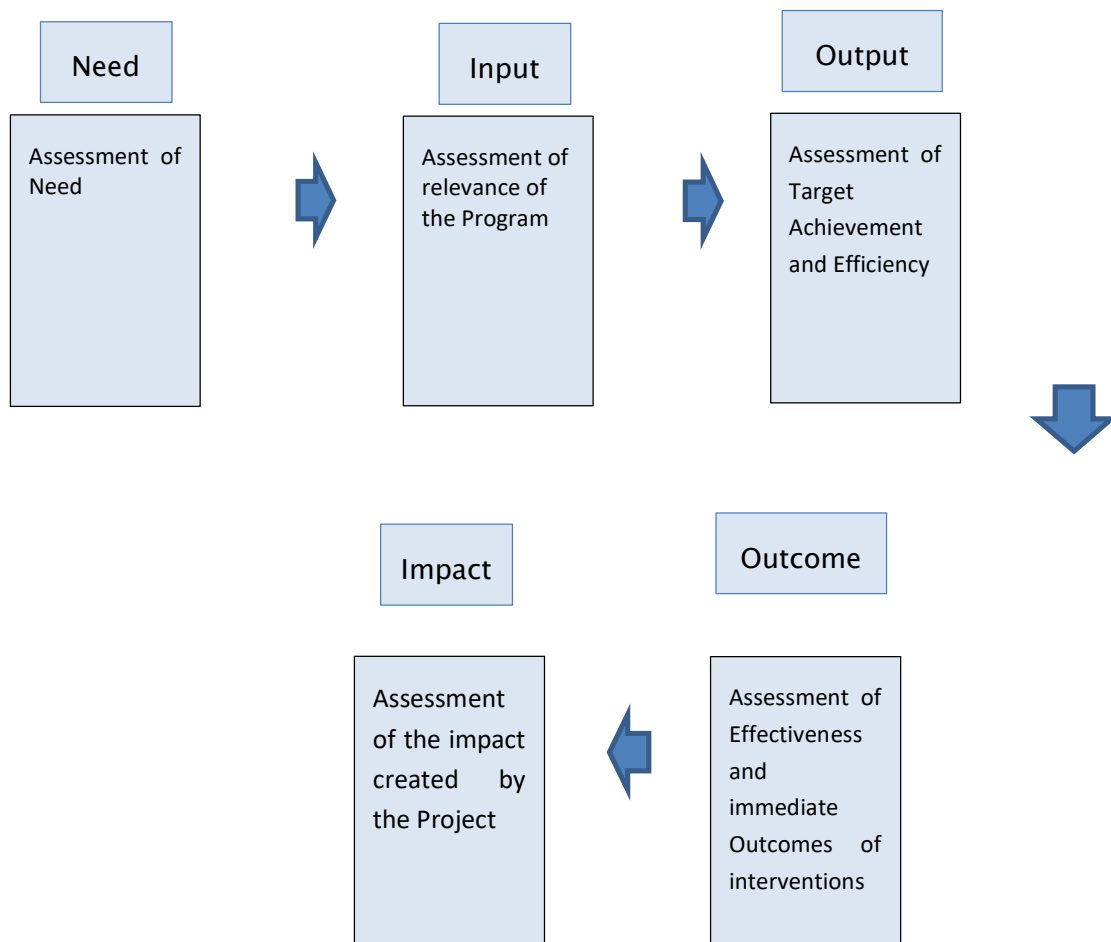 Need
Assessment of
Need
Input
Assessment of
relevance of
the Program
Output
Assessment of
Target
Achievement
and Efficiency
Outcome
Assessment of
Effectiveness
and
immediate
Outcomes of
interventions
Impact
Assessment
of the impact
created by
the Project